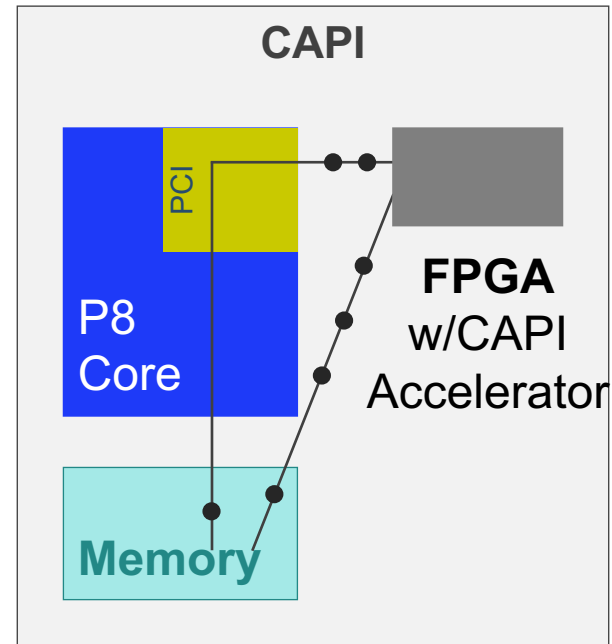 CAPI
PCI
P8
Core
FPGA
w/CAPI
Accelerator
Memory